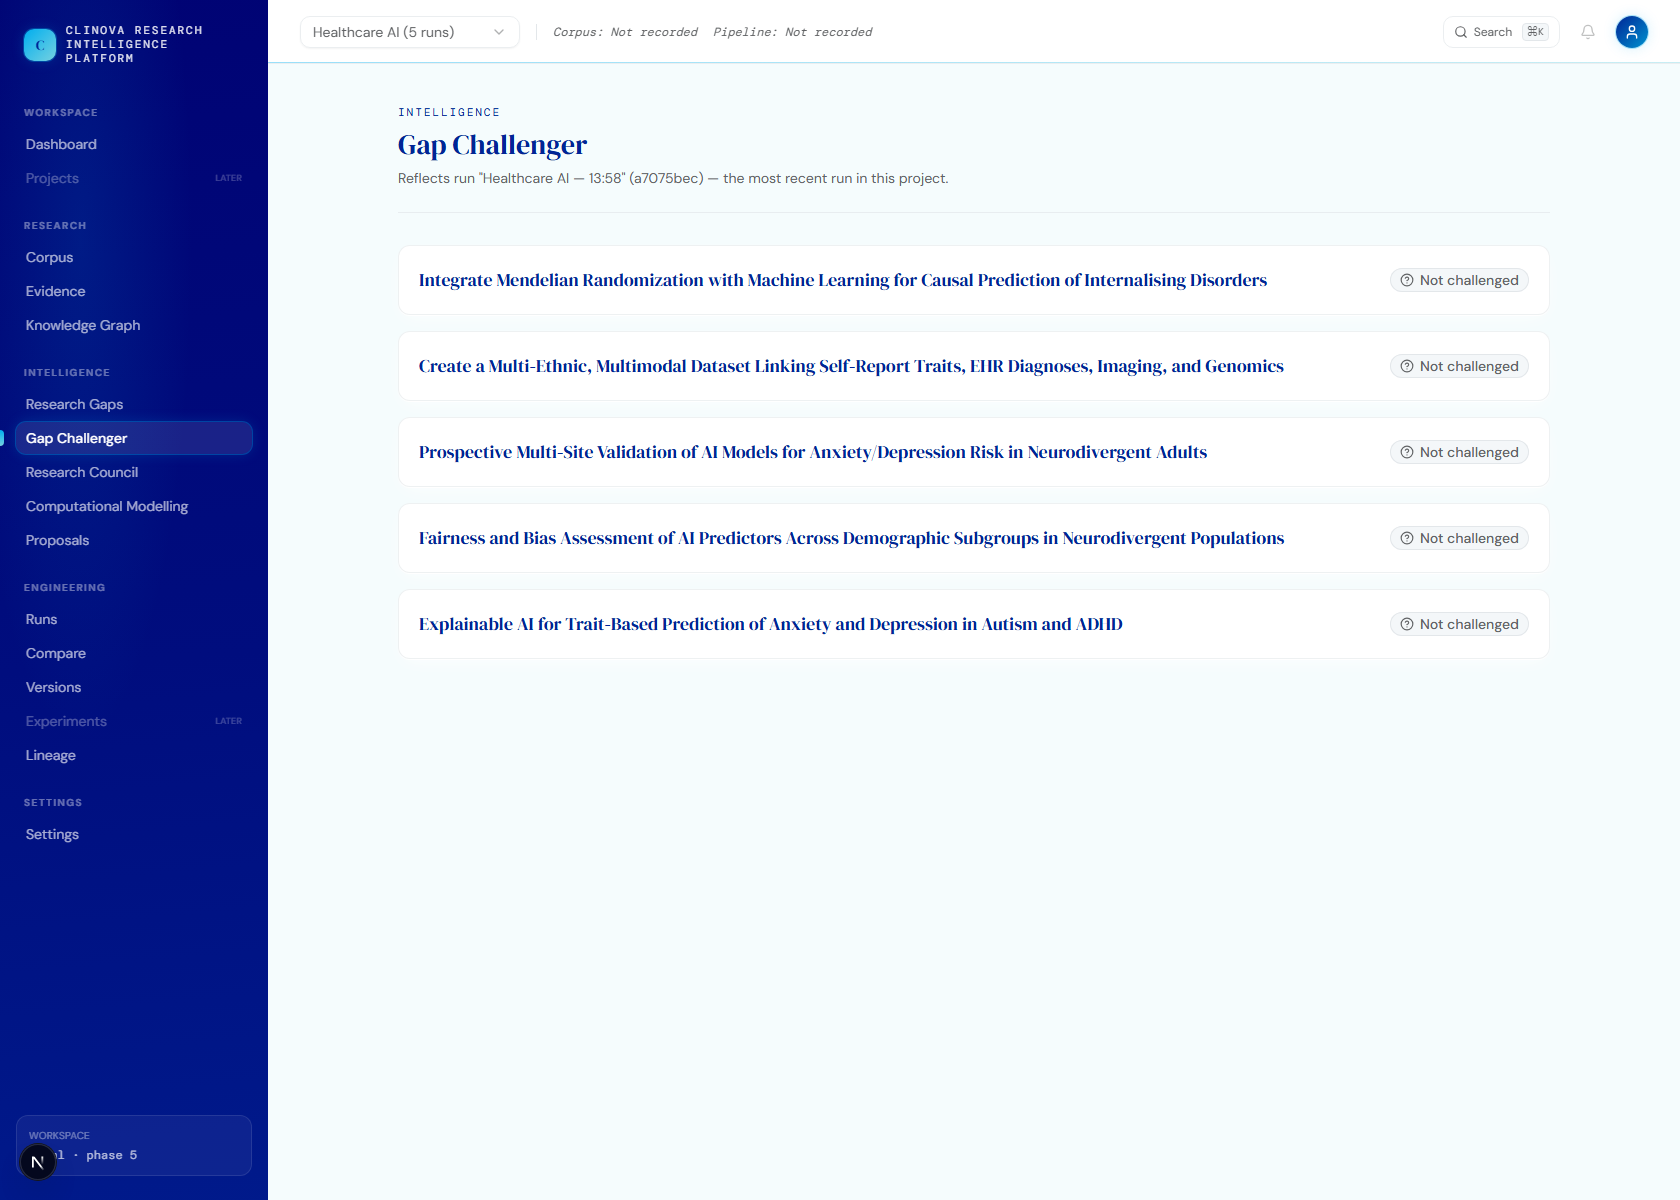 C
CLINOVA RESEARCH
INTELLIGENCE
PLATFORM
WORKSPACE
Dashboard
Projects LATER
RESEARCH
Corpus
Evidence
Knowledge Graph
INTELLIGENCE
Research Gaps
Gap Challenger
Research Council
Computational Modelling
Proposals
ENGINEERING
Runs
Compare
Versions
Experiments LATER
Lineage
SETTINGS
Settings
WORKSPACE
· phase 5
N
Healthcare AI (5 runs)
Corpus: Not recorded Pipeline: Not recorded
Search ⌘K
INTELLIGENCE
Gap Challenger
Reflects run "Healthcare AI — 13:58" (a7075bec) — the most recent run in this project.
Integrate Mendelian Randomization with Machine Learning for Causal Prediction of Internalising Disorders Not challenged
Create a Multi-Ethnic, Multimodal Dataset Linking Self-Report Traits, EHR Diagnoses, Imaging, and Genomics Not challenged
Prospective Multi-Site Validation of AI Models for Anxiety/Depression Risk in Neurodivergent Adults Not challenged
Fairness and Bias Assessment of AI Predictors Across Demographic Subgroups in Neurodivergent Populations Not challenged
Explainable AI for Trait-Based Prediction of Anxiety and Depression in Autism and ADHD Not challenged